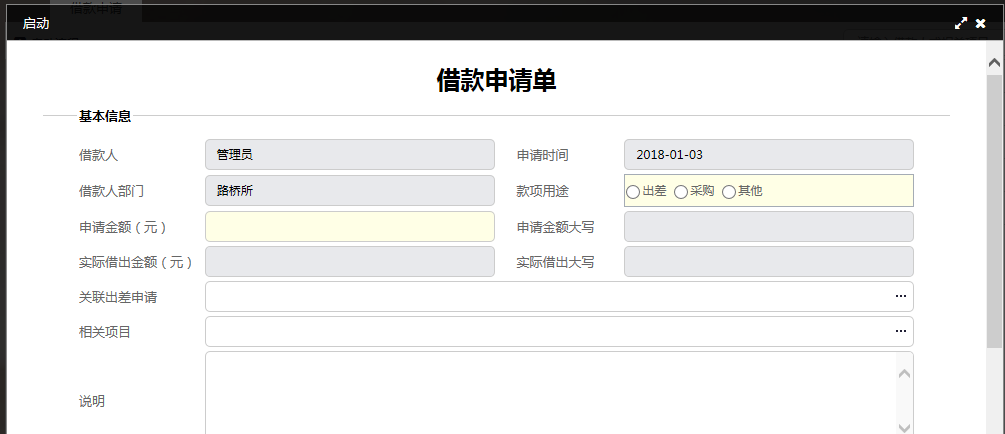 借款申请
启动
借款申请单
基本信息
借款人 管理员 申请时间 2018-01-03
借款人部门 路桥所 款项用途 出差 采购 其他
申请金额（元） 申请金额大写
实际借出金额（元） 实际借出大写
关联出差申请 ...
相关项目 ...
说明